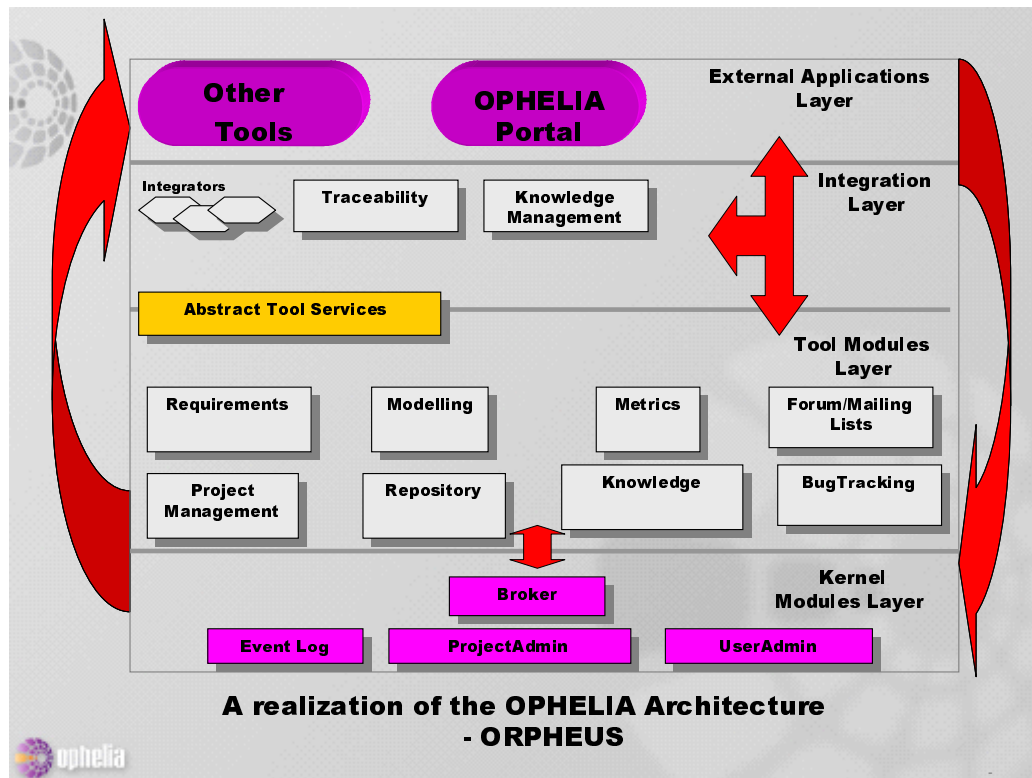 Other
Tools
OPHELIA
Portal
External Applications
Layer
Integrators
Traceability
Knowledge
Management
Integration
Layer
Abstract Tool Services
Tool Modules
Layer
Requirements
Modelling
Metrics
Forum/Mailing
Lists
Project
Management
Repository
Knowledge
BugTracking
Kernel
Modules Layer
Broker
Event Log
ProjectAdmin
UserAdmin
A realization of the OPHELIA Architecture
- ORPHEUS
ophelia